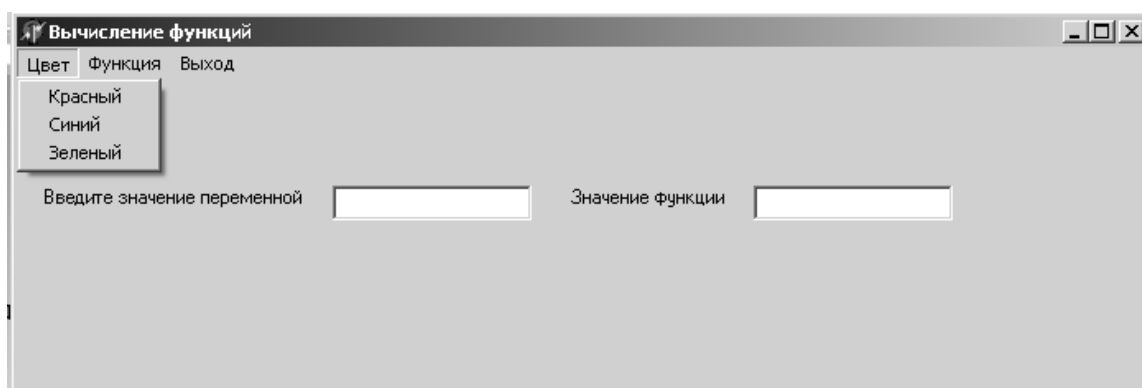 Вычисление функций
Цвет Функция Выход
Красный
Синий
Зеленый
Введите значение переменной Значение функции